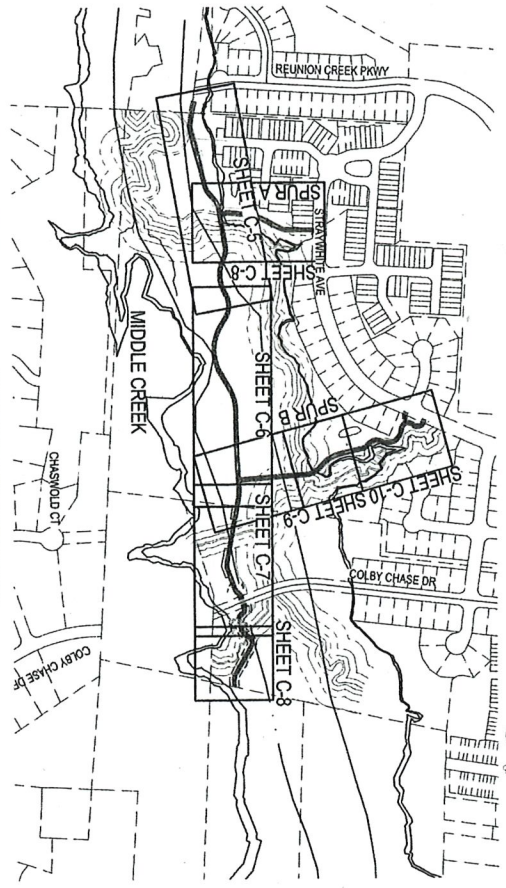 REUNION CREEK PKWY
SHEET C-5
SPUR A
STRAYWHITE AVE
SHEET C-8
MIDDLE CREEK
SHEET C-6
SPUR B
SHEET C-10 SHEET C-9
CHASWOLD CT
SHEET C-7
COLBY CHASE DR
SHEET C-8
COLBY CHASE